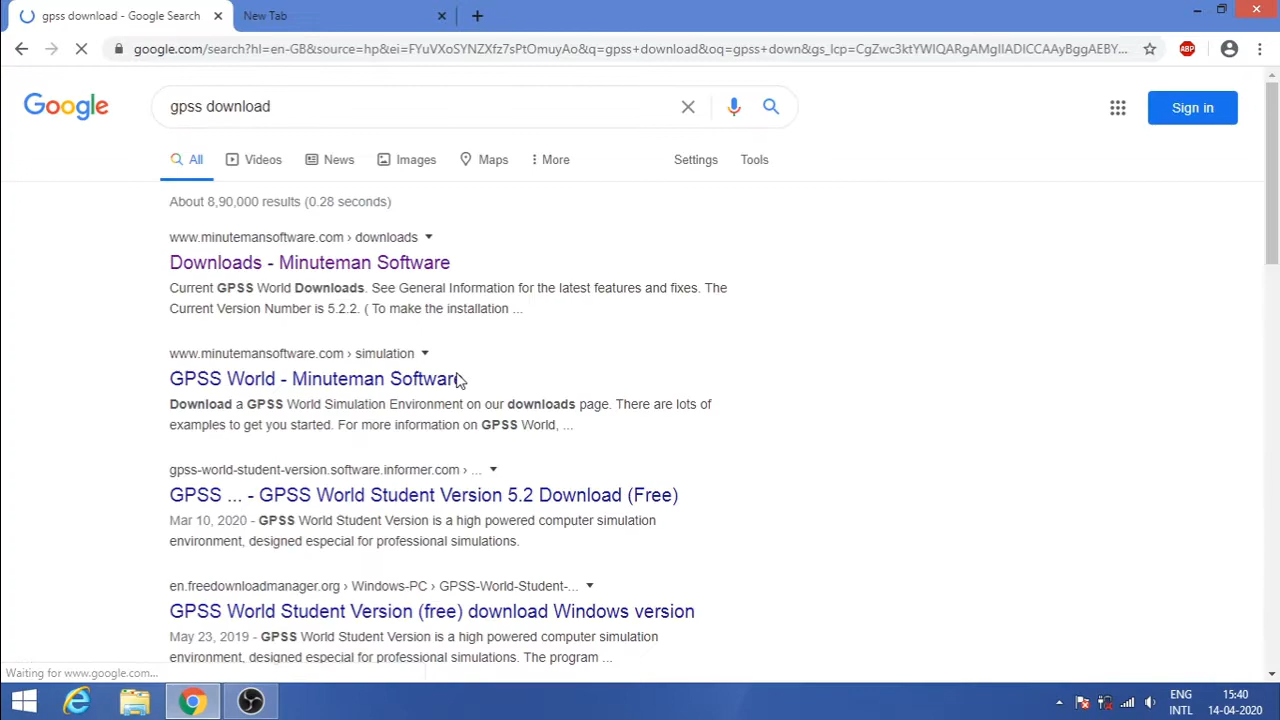 gpss download - Google Search
New Tab
google.com/search?hl=en-GB&source=hp&ei=FYuVXoSYNZXfz7sPtOmuyAo&q=gpss+download&oq=gpss+down&gs_lcp=CgZwc3ktYWIQARgAMgIIADICCAAyBggAEBY...
ABP
Google
gpss download
Sign in
All
Videos
News
Images
Maps
More
Settings
Tools
About 8,90,000 results (0.28 seconds)
www.minutemansoftware.com › downloads
Downloads - Minuteman Software
Current GPSS World Downloads. See General Information for the latest features and fixes. The
Current Version Number is 5.2.2. ( To make the installation ...
www.minutemansoftware.com › simulation
GPSS World - Minuteman Software
Download a GPSS World Simulation Environment on our downloads page. There are lots of
examples to get you started. For more information on GPSS World, ...
gpss-world-student-version.software.informer.com › ...
GPSS ... - GPSS World Student Version 5.2 Download (Free)
Mar 10, 2020 - GPSS World Student Version is a high powered computer simulation
environment, designed especial for professional simulations.
en.freedownloadmanager.org › Windows-PC › GPSS-World-Student-...
GPSS World Student Version (free) download Windows version
May 23, 2019 - GPSS World Student Version is a high powered computer simulation
environment, designed especial for professional simulations. The program ...
Waiting for www.google.com...
ENG
INTL
15:40
14-04-2020